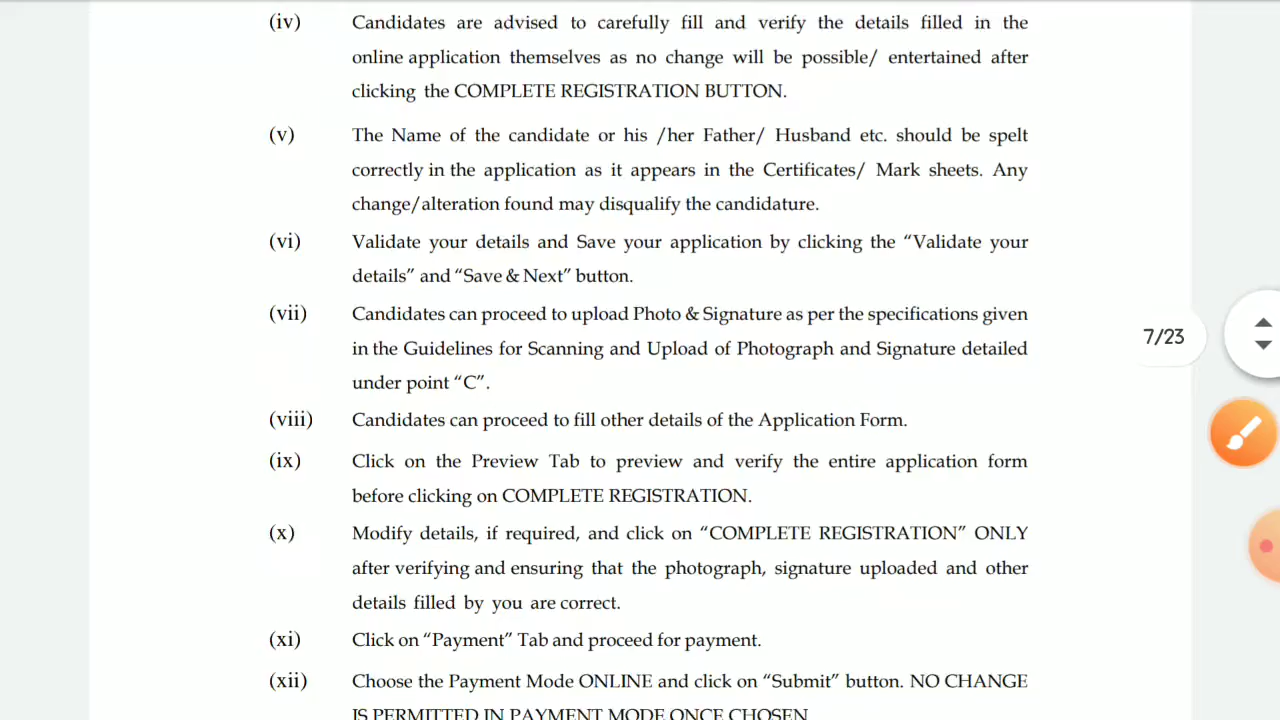 (iv) Candidates are advised to carefully fill and verify the details filled in the
online application themselves as no change will be possible/ entertained after
clicking the COMPLETE REGISTRATION BUTTON.
(v) The Name of the candidate or his /her Father/ Husband etc. should be spelt
correctly in the application as it appears in the Certificates/ Mark sheets. Any
change/alteration found may disqualify the candidature.
(vi) Validate your details and Save your application by clicking the “Validate your
details” and “Save & Next” button.
(vii) Candidates can proceed to upload Photo & Signature as per the specifications given
in the Guidelines for Scanning and Upload of Photograph and Signature detailed
under point “C”.
7/23
(viii) Candidates can proceed to fill other details of the Application Form.
(ix) Click on the Preview Tab to preview and verify the entire application form
before clicking on COMPLETE REGISTRATION.
(x) Modify details, if required, and click on “COMPLETE REGISTRATION” ONLY
after verifying and ensuring that the photograph, signature uploaded and other
details filled by you are correct.
(xi) Click on “Payment” Tab and proceed for payment.
(xii) Choose the Payment Mode ONLINE and click on “Submit” button. NO CHANGE
IS PERMITTED IN PAYMENT MODE ONCE CHOSEN